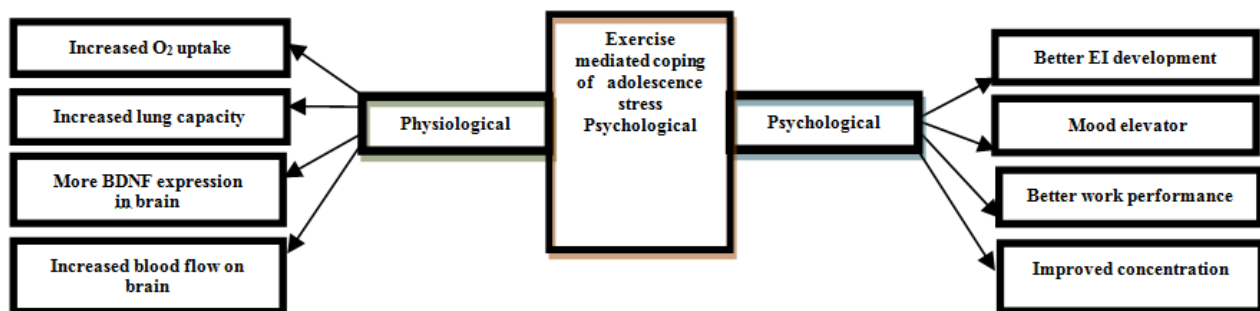 Increased O₂ uptake
Increased lung capacity
More BDNF expression
in brain
Increased blood flow on
brain
Physiological
Exercise
mediated coping
of adolescence
stress
Psychological
Psychological
Better EI development
Mood elevator
Better work performance
Improved concentration